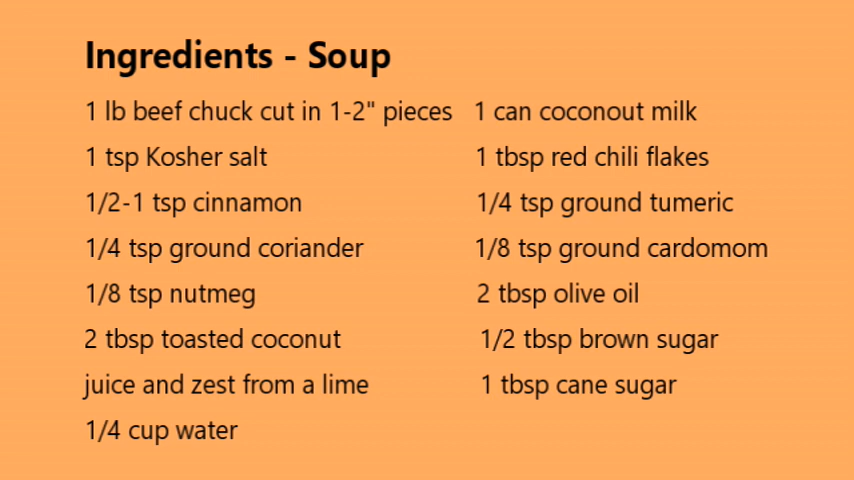 Ingredients - Soup
1 lb beef chuck cut in 1-2" pieces
1 tsp Kosher salt
1/2-1 tsp cinnamon
1/4 tsp ground coriander
1/8 tsp nutmeg
2 tbsp toasted coconut
juice and zest from a lime
1/4 cup water
1 can coconout milk
1 tbsp red chili flakes
1/4 tsp ground tumeric
1/8 tsp ground cardomom
2 tbsp olive oil
1/2 tbsp brown sugar
1 tbsp cane sugar